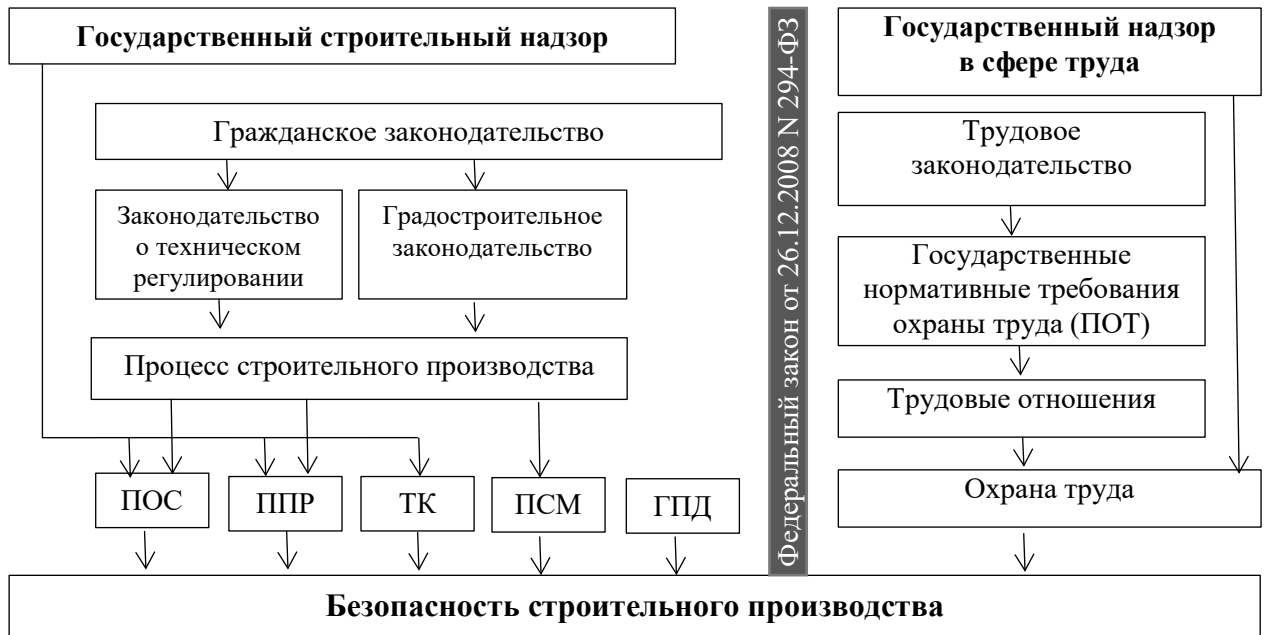 Государственный строительный надзор
Гражданское законодательство
Законодательство
о техническом
регулировании
Градостроительное
законодательство
Процесс строительного производства
ПОС
ППР
ТК
ПСМ
ГПД
Федеральный закон от 26.12.2008 N 294-ФЗ
Государственный надзор
в сфере труда
Трудовое
законодательство
Государственные
нормативные требования
охраны труда (ПОТ)
Трудовые отношения
Охрана труда
Безопасность строительного производства